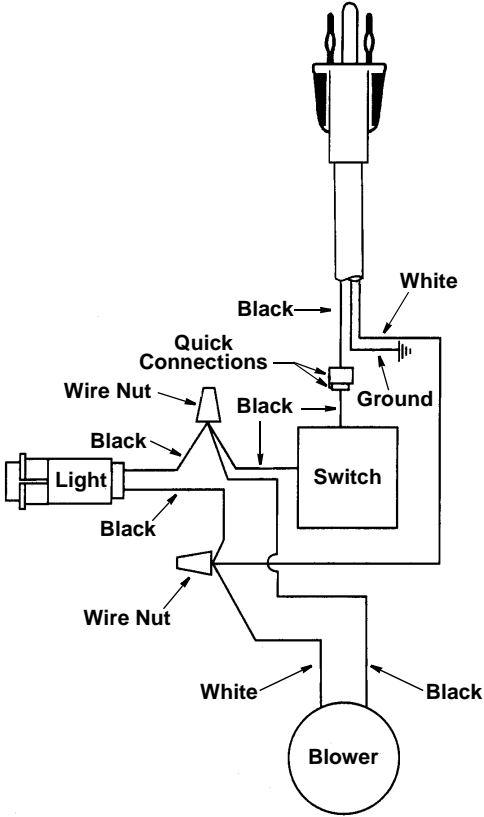 White
Black
Quick
Connections
Wire Nut
Black
Ground
Black
Light
Switch
Black
Wire Nut
White
Black
Blower